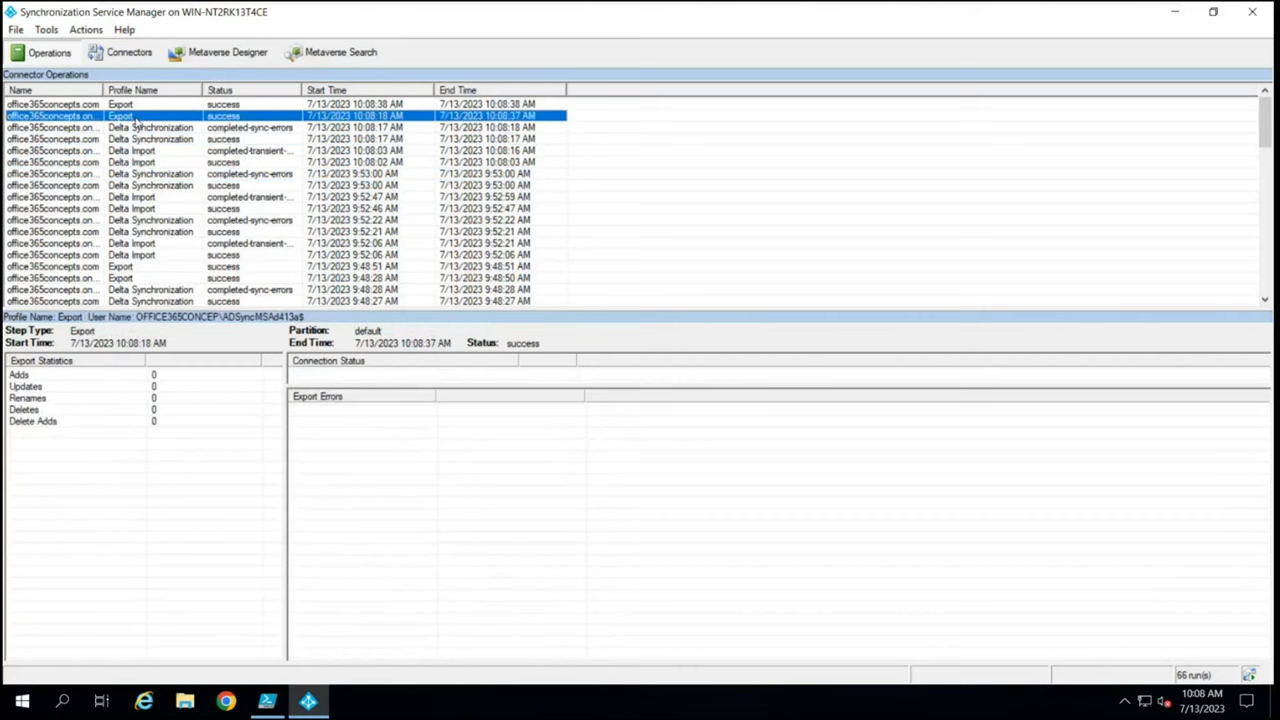 Synchronization Service Manager on WIN-NT2RK13T4CE
File Tools Actions Help
Operations Connectors Metaverse Designer Metaverse Search
Connector Operations
Name Profile Name Status Start Time End Time
office365concepts.com Export success 7/13/2023 10:08:38 AM 7/13/2023 10:08:38 AM
office365concepts.on... Export success 7/13/2023 10:08:18 AM 7/13/2023 10:08:37 AM
office365concepts.on... Delta Synchronization completed-sync-errors 7/13/2023 10:08:17 AM 7/13/2023 10:08:18 AM
office365concepts.com Delta Synchronization success 7/13/2023 10:08:17 AM 7/13/2023 10:08:17 AM
office365concepts.on... Delta Import completed-transient-... 7/13/2023 10:08:03 AM 7/13/2023 10:08:16 AM
office365concepts.com Delta Import success 7/13/2023 10:08:02 AM 7/13/2023 10:08:03 AM
office365concepts.on... Delta Synchronization completed-sync-errors 7/13/2023 9:53:00 AM 7/13/2023 9:53:00 AM
office365concepts.com Delta Synchronization success 7/13/2023 9:53:00 AM 7/13/2023 9:53:00 AM
office365concepts.on... Delta Import completed-transient-... 7/13/2023 9:52:47 AM 7/13/2023 9:52:59 AM
office365concepts.com Delta Import success 7/13/2023 9:52:46 AM 7/13/2023 9:52:47 AM
office365concepts.on... Delta Synchronization completed-sync-errors 7/13/2023 9:52:22 AM 7/13/2023 9:52:22 AM
office365concepts.com Delta Synchronization success 7/13/2023 9:52:21 AM 7/13/2023 9:52:22 AM
office365concepts.on... Delta Import completed-transient-... 7/13/2023 9:52:06 AM 7/13/2023 9:52:21 AM
office365concepts.com Delta Import success 7/13/2023 9:52:06 AM 7/13/2023 9:52:06 AM
office365concepts.com Export success 7/13/2023 9:48:51 AM 7/13/2023 9:48:51 AM
office365concepts.on... Export success 7/13/2023 9:48:28 AM 7/13/2023 9:48:50 AM
office365concepts.on... Delta Synchronization completed-sync-errors 7/13/2023 9:48:28 AM 7/13/2023 9:48:28 AM
office365concepts.com Delta Synchronization success 7/13/2023 9:48:27 AM 7/13/2023 9:48:27 AM
Profile Name: Export User Name: OFFICE365CONCEP\ADSyncMSAd413a$
Step Type: Export Partition: default
Start Time: 7/13/2023 10:08:18 AM End Time: 7/13/2023 10:08:37 AM Status: success
Export Statistics Connection Status
Adds 0
Updates 0
Renames 0
Deletes 0
Delete Adds 0
Export Errors
66 run(s)
10:08 AM
7/13/2023